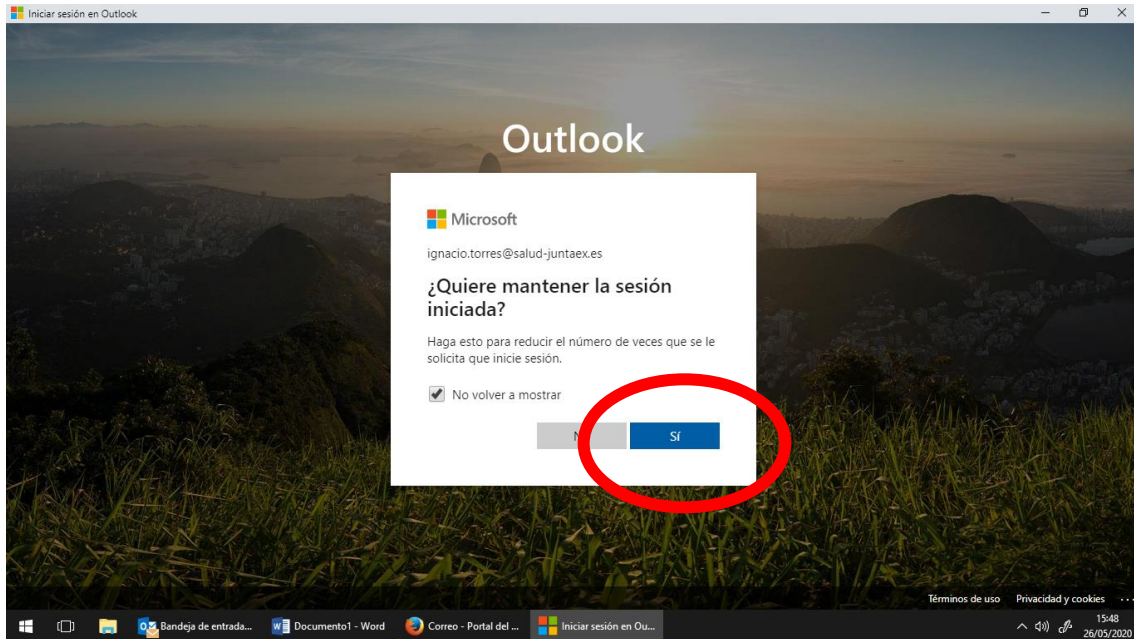 Iniciar sesión en Outlook
Outlook
Microsoft
ignacio.torres@salud-juntaex.es
¿Quiere mantener la sesión
iniciada?
Haga esto para reducir el número de veces que se le
solicita que inicie sesión.
No volver a mostrar
Sí
Términos de uso Privacidad y cookies ...
Bandeja de entrada... Documento1 - Word Correo - Portal del ... Iniciar sesión en Ou... 15:48
26/05/2020